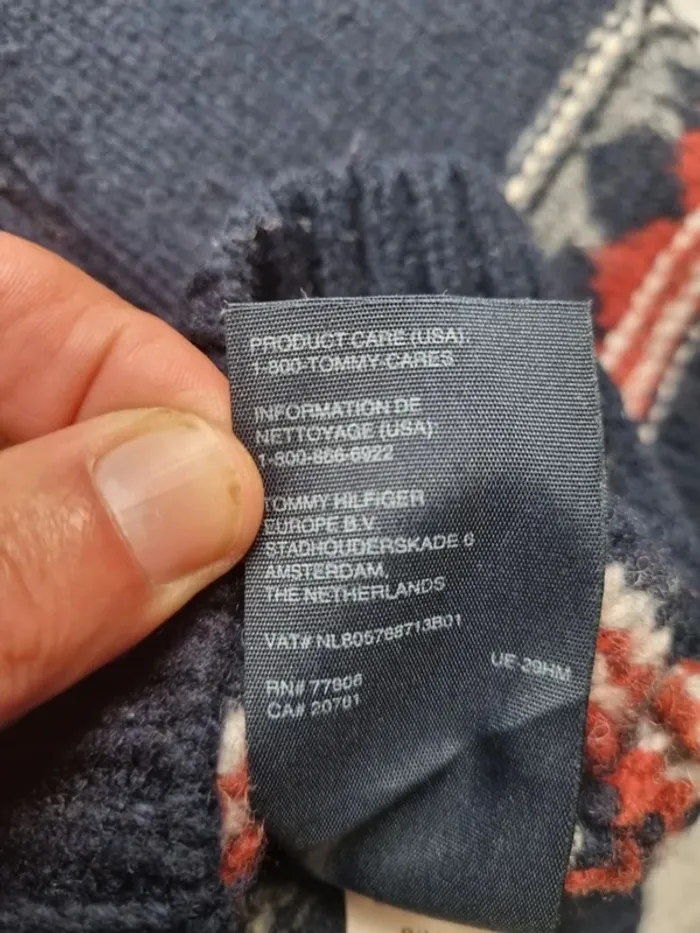 PRODUCT CARE (USA):
1-800-TOMMY-CARES
INFORMATION DE
NETTOYAGE (USA):
1-800-866-6922
TOMMY HILFIGER
EUROPE B.V.
STADHOUDERSKADE 6
AMSTERDAM,
THE NETHERLANDS
VAT# NL805768713B01
UE-29HM
RN# 77806
CA# 20701